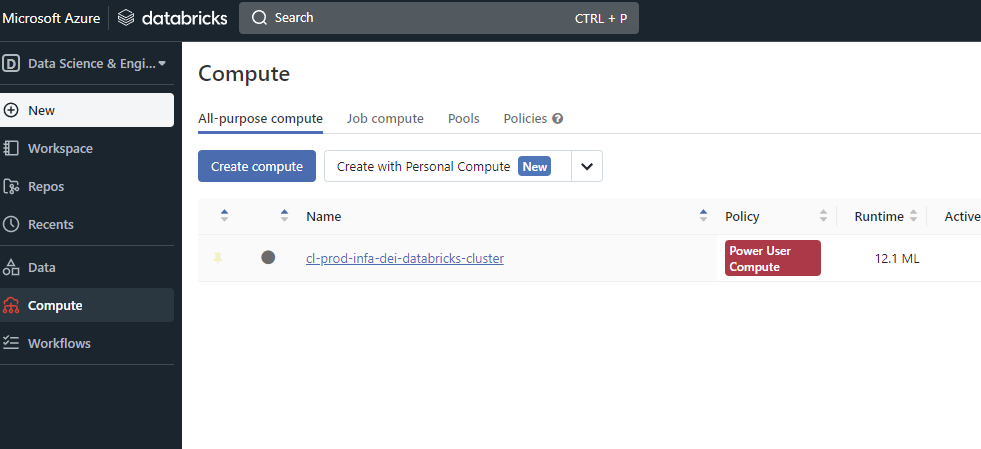 Microsoft Azure databricks Search CTRL + P
D Data Science & Engi...
New
Workspace
Repos
Recents
Data
Compute
Workflows
Compute
All-purpose compute Job compute Pools Policies ?
Create compute Create with Personal Compute New
Name Policy Runtime Active
cl-prod-infa-dei-databricks-cluster Power User 12.1 ML
Compute